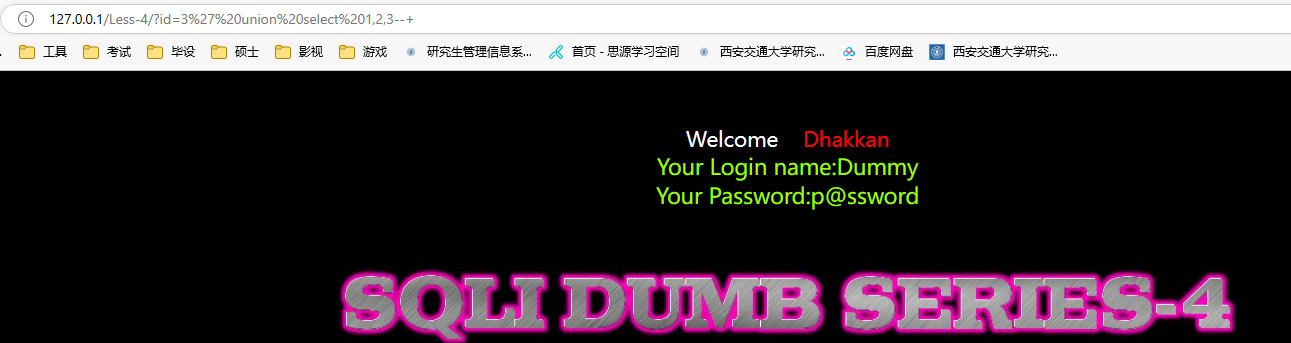 127.0.0.1/Less-4/?id=3%27%20union%20select%201,2,3--+
工具 考试 毕设 硕士 影视 游戏 研究生管理信息系... 首页 - 思源学习空间 西安交通大学研究... 百度网盘 西安交通大学研究...
Welcome Dhakkan
Your Login name:Dummy
Your Password:p@ssword
SQLI DUMB SERIES-4